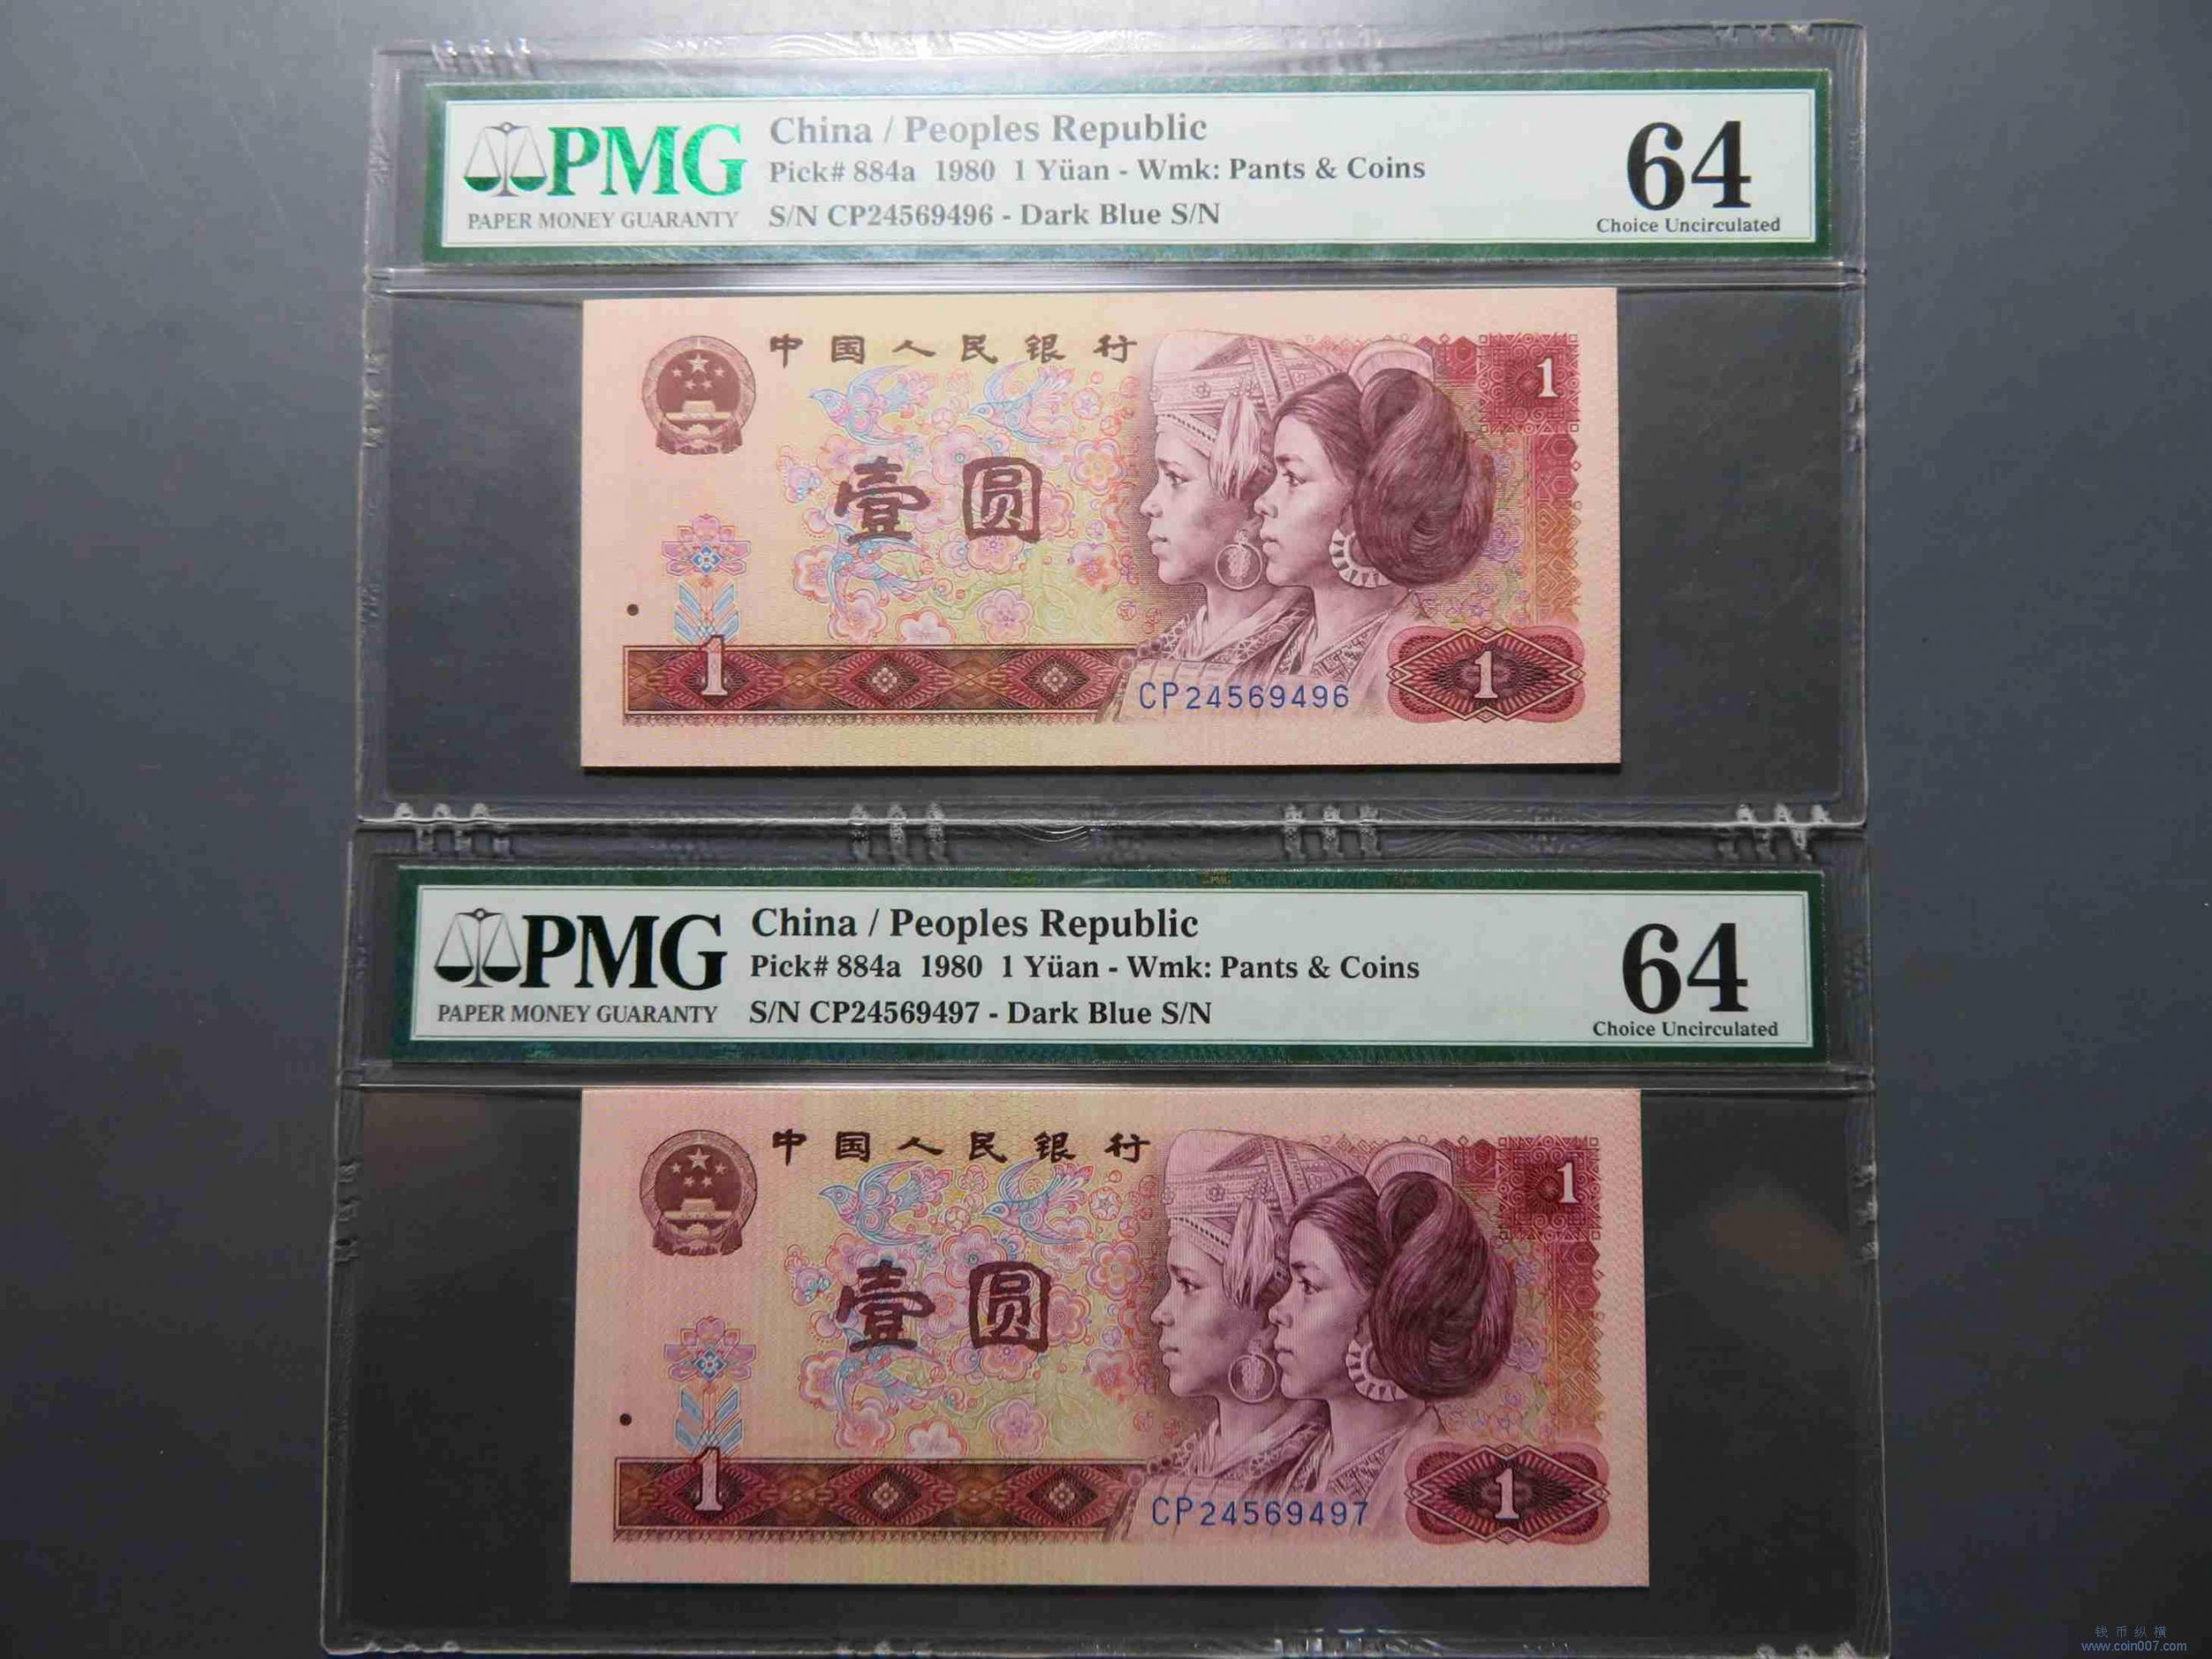 PMG
PAPER MONEY GUARANTY
China / Peoples Republic
Pick# 884a 1980 1 Yüan - Wmk: Pants & Coins
S/N CP24569496 - Dark Blue S/N
64
Choice Uncirculated
中国人民银行
1
壹圆
1
CP24569496
1
PMG
PAPER MONEY GUARANTY
China / Peoples Republic
Pick# 884a 1980 1 Yüan - Wmk: Pants & Coins
S/N CP24569497 - Dark Blue S/N
64
Choice Uncirculated
中国人民银行
1
壹圆
1
CP24569497
1
钱币纵横
www.coin007.com